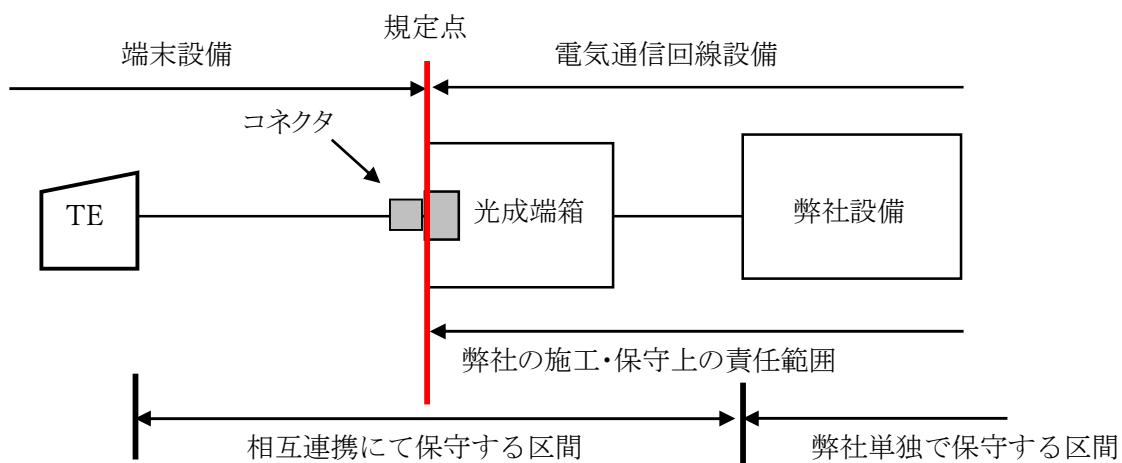 規定点
端末設備
電気通信回線設備
コネクタ
TE
光成端箱
弊社設備
弊社の施工・保守上の責任範囲
相互連携にて保守する区間
弊社単独で保守する区間